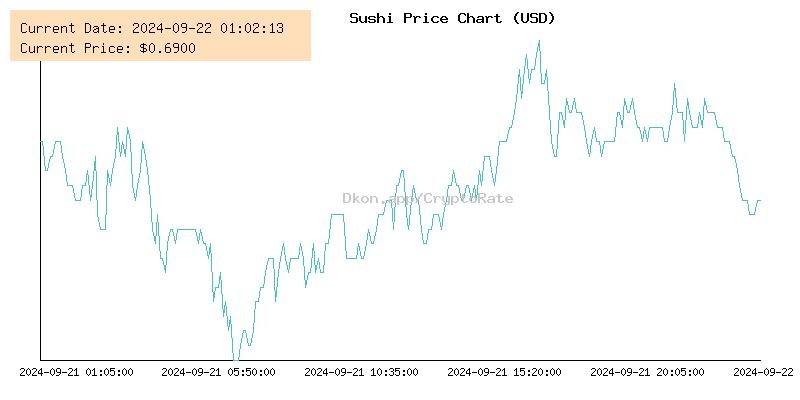 Sushi Price Chart (USD)
Current Date: 2024-09-22 01:02:13
Current Price: $0.6900
Dkon.app/CryptoRate
2024-09-21 01:05:00 2024-09-21 05:50:00 2024-09-21 10:35:00 2024-09-21 15:20:00 2024-09-21 20:05:00 2024-09-22